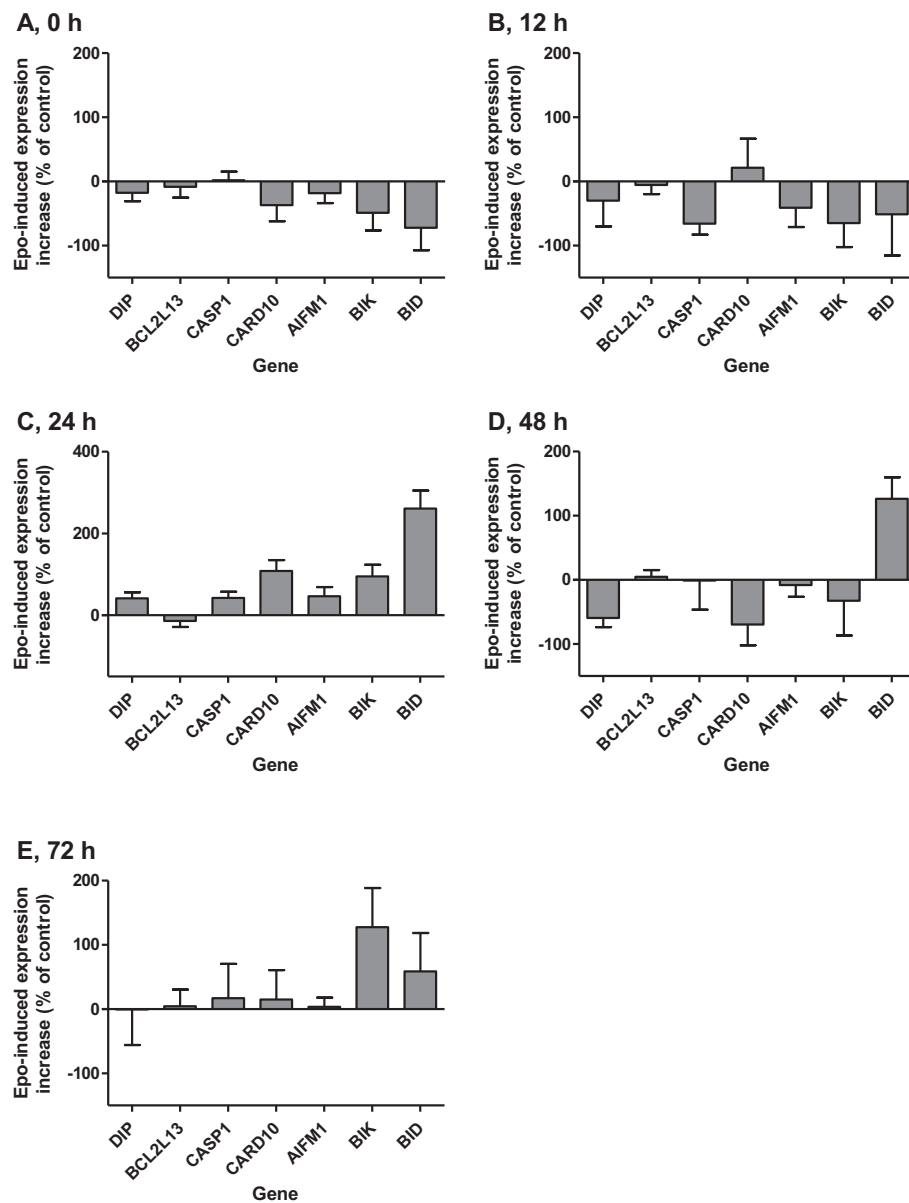 A, 0 h
Epo-induced expression
increase (% of control)
200
100
0
-100
DIP
BCL2L13
CASP1
CARD10
AIFM1
BIK
BID
Gene
B, 12 h
Epo-induced expression
increase (% of control)
200
100
0
-100
DIP
BCL2L13
CASP1
CARD10
AIFM1
BIK
BID
Gene
C, 24 h
Epo-induced expression
increase (% of control)
400
200
0
DIP
BCL2L13
CASP1
CARD10
AIFM1
BIK
BID
Gene
D, 48 h
Epo-induced expression
increase (% of control)
200
100
0
-100
DIP
BCL2L13
CASP1
CARD10
AIFM1
BIK
BID
Gene
E, 72 h
Epo-induced expression
increase (% of control)
200
100
0
-100
DIP
BCL2L13
CASP1
CARD10
AIFM1
BIK
BID
Gene